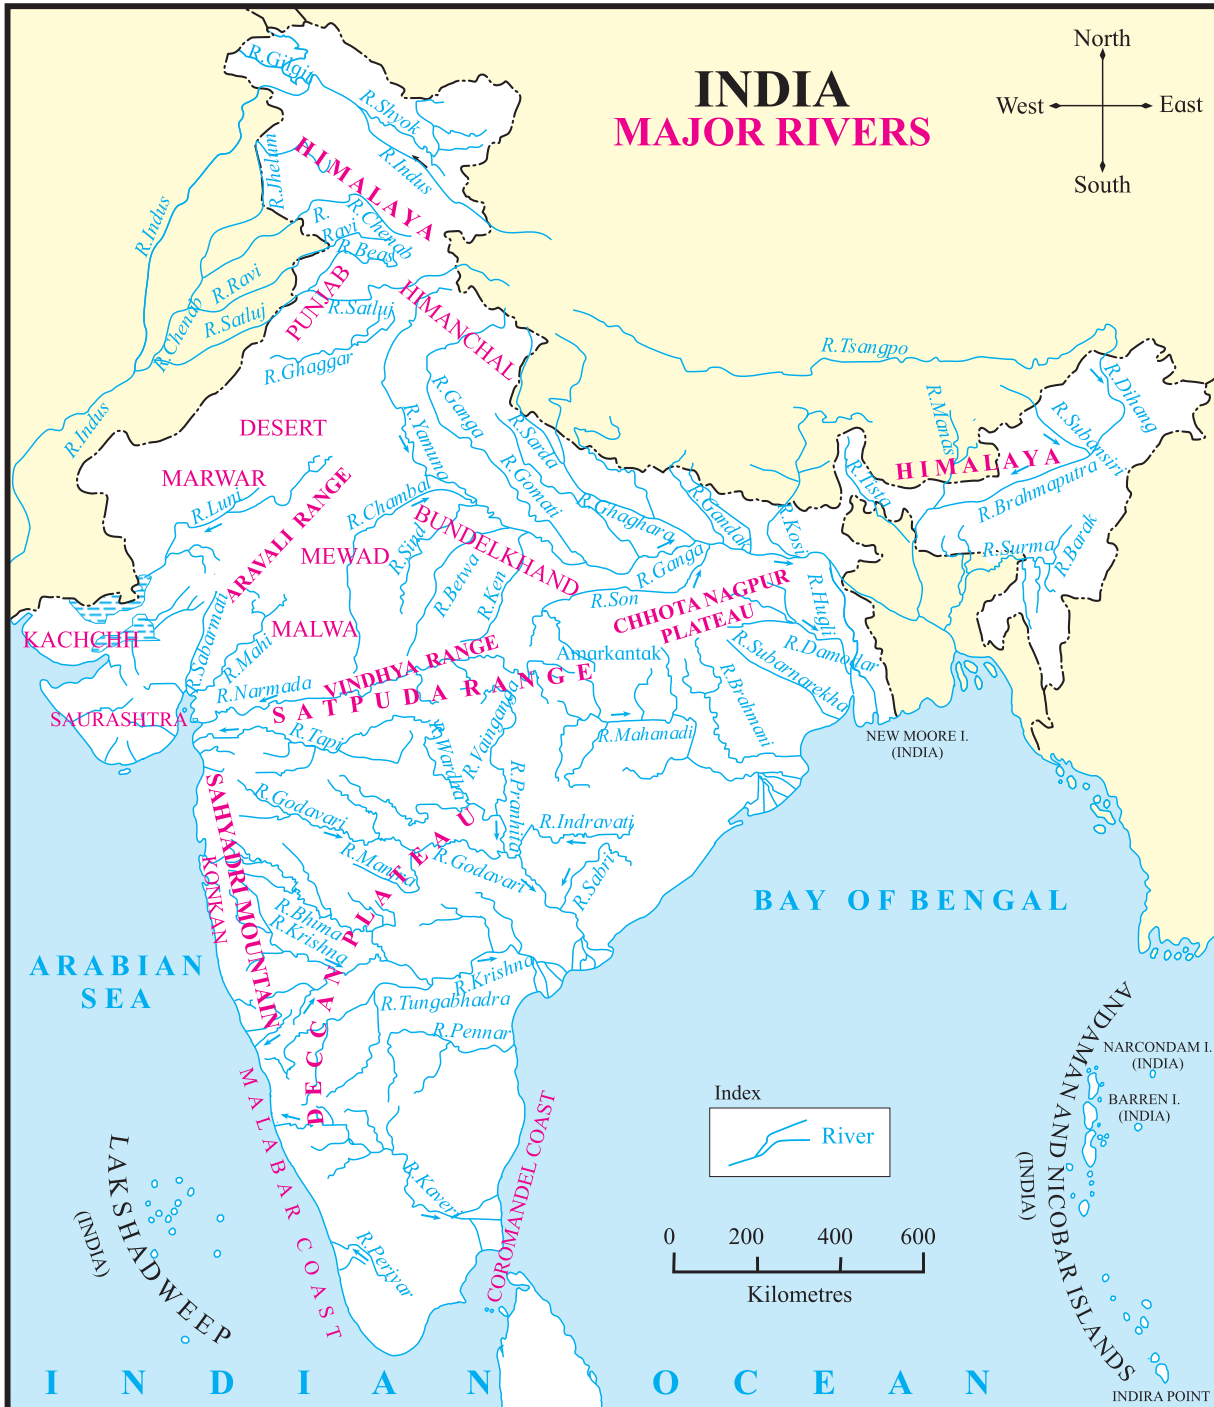 INDIA
MAJOR RIVERS
North
West
East
South
R.Gilgit
R.Shyok
R.Indus
R.Jhelum
HIMALAYA
R.Indus
R.Chenab
R.
Ravi
R.Beas
R.Ravi
R.Chenab
R.Satluj
PUNJAB
R.Satluj
HIMANCHAL
R.Ghaggar
R.Indus
R.Tsangpo
R.Dihang
R.Subansiri
R.Manas
HIMALAYA
R.Brahmaputra
R.Tista
R.Surma
R.Barak
DESERT
MARWAR
R.Luni
ARAVALI RANGE
R.Yamuna
R.Ganga
R.Sarda
R.Gomati
R.Ghaghara
R.Gandak
R.Kosi
R.Chambal
MEWAD
R.Sind
BUNDELKHAND
R.Betwa
R.Ken
R.Ganga
R.Son
CHHOTA NAGPUR
PLATEAU
R.Hugli
R.Damodar
R.Subarnarekha
R.Brahmani
KACHCHH
SAURASHTRA
R.Sabarmati
R.Mahi
MALWA
R.Narmada
VINDHYA RANGE
SATPUDA RANGE
Amarkantak
R.Tapi
R.Wardha
R.Vainganga
R.Mahanadi
NEW MOORE I.
(INDIA)
R.Pranhita
R.Indravati
R.Godavari
R.Manjra
R.Godavari
R.Sabri
SAHYADRI MOUNTAIN
KONKAN
DECCAN PLATEAU
R.Bhima
R.Krishna
R.Krishna
R.Tungabhadra
R.Pennar
BAY OF BENGAL
ARABIAN
SEA
MALABAR COAST
COROMANDEL COAST
R.Kaveri
R.Periyar
LAKSHADWEEP
(INDIA)
ANDAMAN AND NICOBAR ISLANDS
(INDIA)
NARCONDAM I.
(INDIA)
BARREN I.
(INDIA)
INDIRA POINT
Index
River
0 200 400 600
Kilometres
INDIAN OCEAN